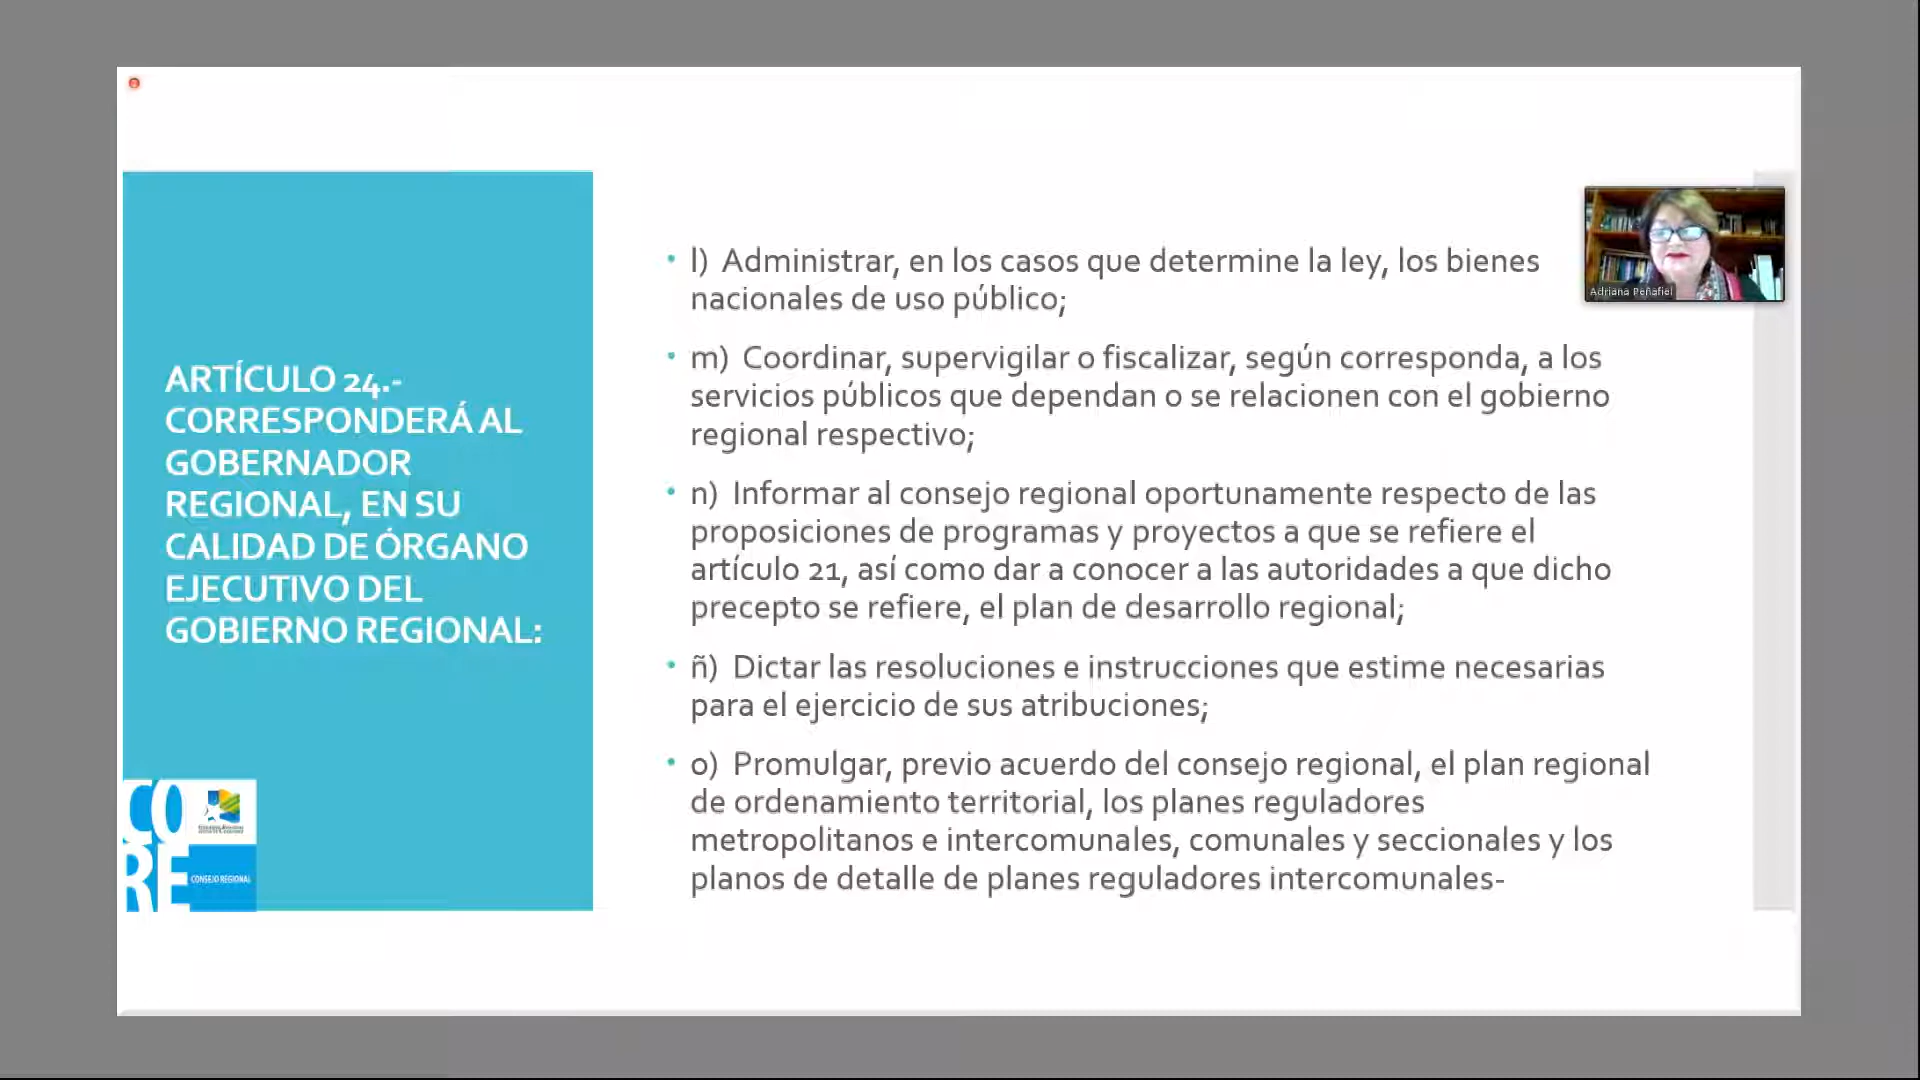 ARTÍCULO 24.-
CORRESPONDERÁ AL
GOBERNADOR
REGIONAL, EN SU
CALIDAD DE ÓRGANO
EJECUTIVO DEL
GOBIERNO REGIONAL:
l) Administrar, en los casos que determine la ley, los bienes
nacionales de uso público;
m) Coordinar, supervigilar o fiscalizar, según corresponda, a los
servicios públicos que dependan o se relacionen con el gobierno
regional respectivo;
n) Informar al consejo regional oportunamente respecto de las
proposiciones de programas y proyectos a que se refiere el
artículo 21, así como dar a conocer a las autoridades a que dicho
precepto se refiere, el plan de desarrollo regional;
ñ) Dictar las resoluciones e instrucciones que estime necesarias
para el ejercicio de sus atribuciones;
o) Promulgar, previo acuerdo del consejo regional, el plan regional
de ordenamiento territorial, los planes reguladores
metropolitanos e intercomunales, comunales y seccionales y los
planos de detalle de planes reguladores intercomunales-
Adriana Peñafiel
CO
RE
CONSEJO REGIONAL